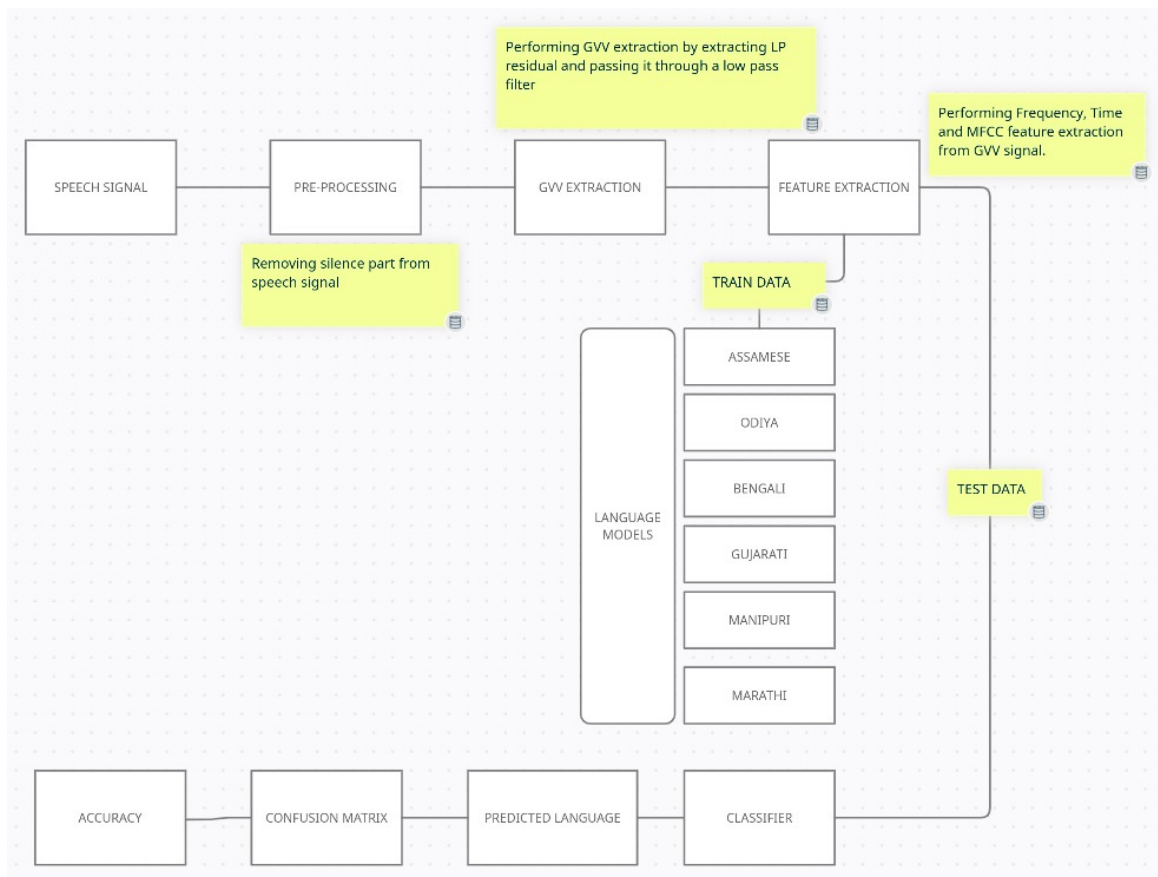 Performing GVV extraction by extracting LP
residual and passing it through a low pass
filter
Performing Frequency, Time
and MFCC feature extraction
from GVV signal.
SPEECH SIGNAL
PRE-PROCESSING
GVV EXTRACTION
FEATURE EXTRACTION
Removing silence part from
speech signal
TRAIN DATA
LANGUAGE
MODELS
ASSAMESE
ODIYA
BENGALI
GUJARATI
MANIPURI
MARATHI
TEST DATA
ACCURACY
CONFUSION MATRIX
PREDICTED LANGUAGE
CLASSIFIER